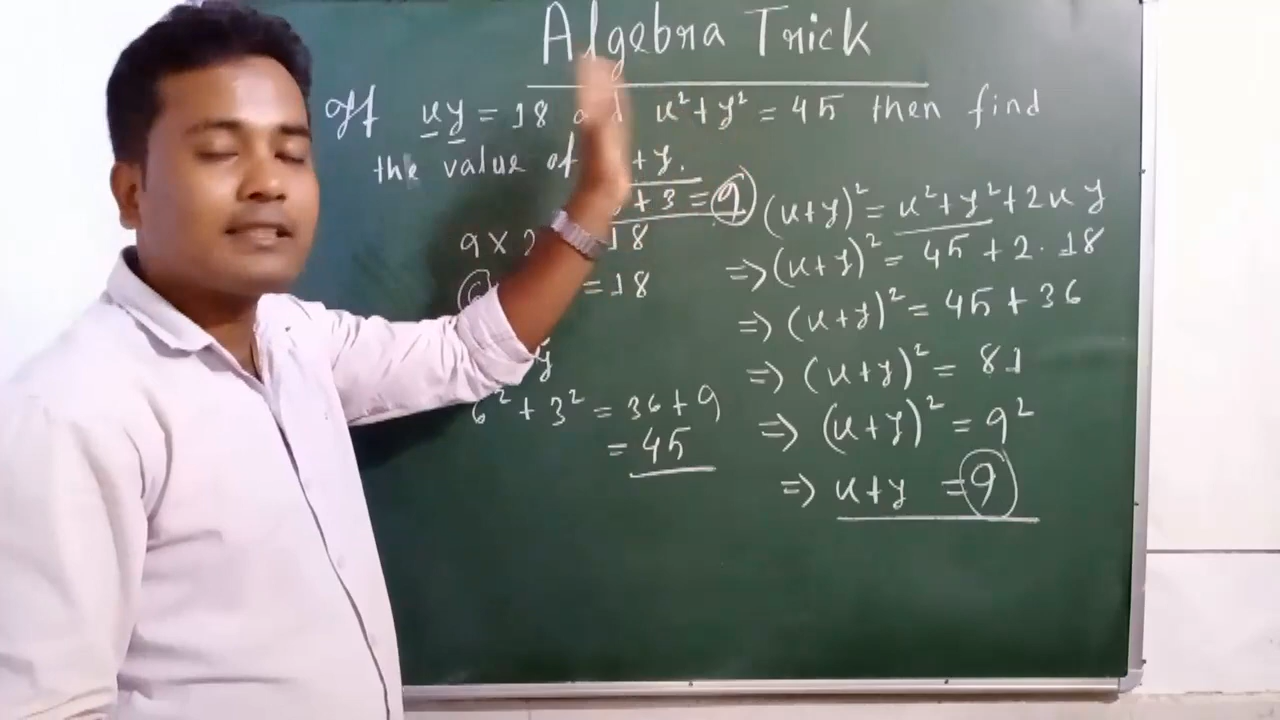 Algebra Trick
If xy = 18 and x² + y² = 45 then find
the value of + y.
+ 3 = 9
9 × 2 18
6 = 18
y
6² + 3² = 36 + 9
= 45
(x+y)² = x² + y² + 2xy
=> (x+y)² = 45 + 2 · 18
=> (x+y)² = 45 + 36
=> (x+y)² = 81
=> (x+y)² = 9²
=> x+y = 9